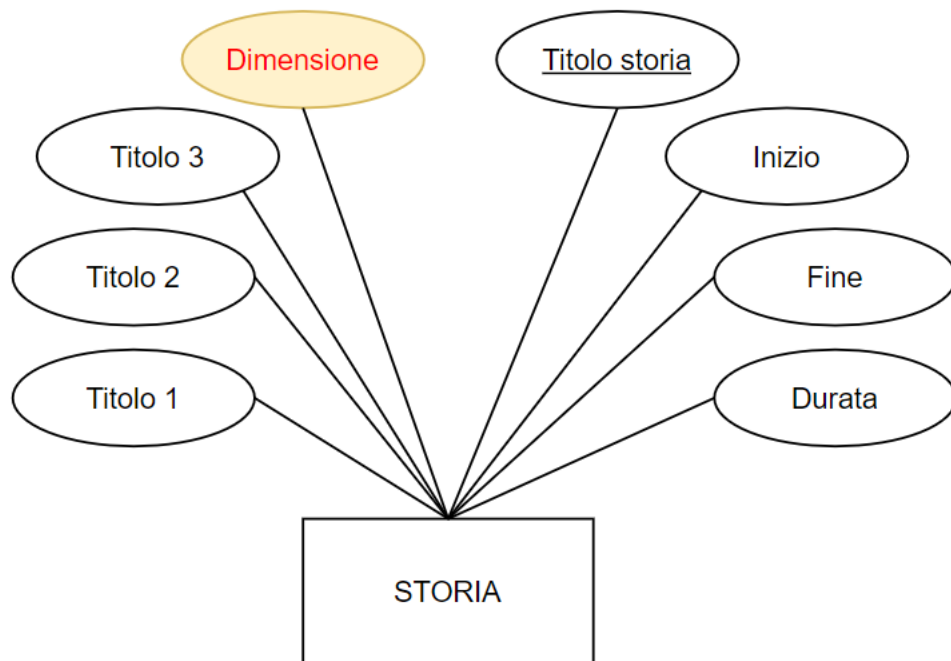 Dimensione
Titolo storia
Titolo 3
Inizio
Titolo 2
Fine
Titolo 1
Durata
STORIA